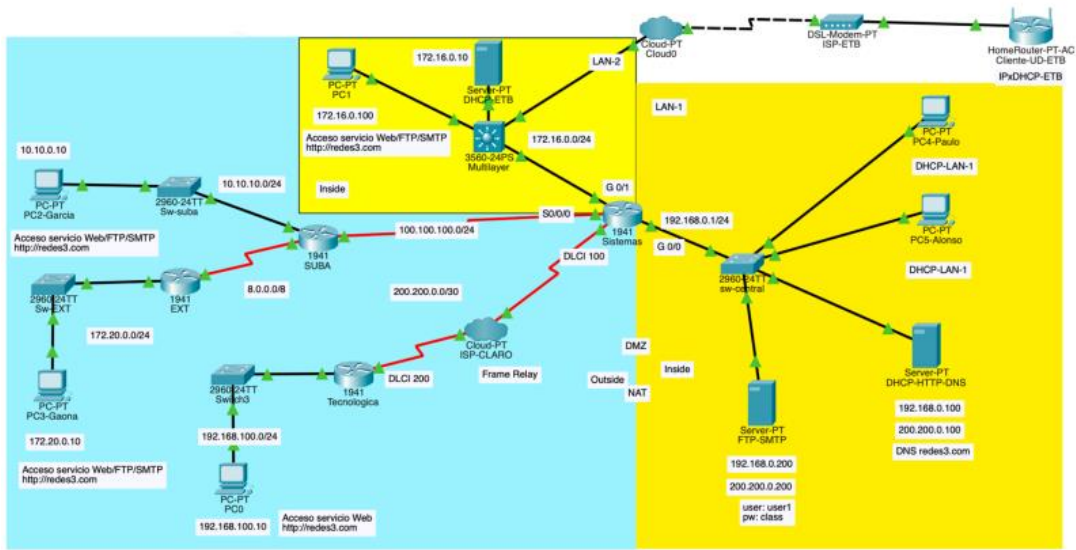 Cloud-PT
Cloud0
DSL-Modem-PT
ISP-ETB
HomeRouter-PT-AC
Cliente-UD-ETB
IPxDHCP-ETB
172.16.0.10
LAN-2
PC-PT
PC1
Server-PT
DHCP-ETB
172.16.0.100
Acceso servicio Web/FTP/SMTP
http://redes3.com
3560-24PS
Multilayer
172.16.0.0/24
Inside
G 0/1
LAN-1
PC-PT
PC4-Paulo
DHCP-LAN-1
PC-PT
PC5-Alonso
DHCP-LAN-1
10.10.0.10
PC-PT
PC2-Garcia
2960-24TT
Sw-suba
10.10.10.0/24
Acceso servicio Web/FTP/SMTP
http://redes3.com
1941
SUBA
100.100.100.0/24
S0/0/0
1941
Sistemas
192.168.0.1/24
G 0/0
DLCI 100
2960-24TT
sw-central
2960-24TT
Sw-EXT
1941
EXT
8.0.0.0/8
200.200.0.0/30
172.20.0.0/24
Cloud-PT
ISP-CLARO
Frame Relay
DMZ
Outside
Inside
NAT
PC-PT
PC3-Gaona
172.20.0.10
Acceso servicio Web/FTP/SMTP
http://redes3.com
2960-24TT
Switch3
1941
Tecnologica
DLCI 200
192.168.100.0/24
PC-PT
PC0
192.168.100.10
Acceso servicio Web
http://redes3.com
Server-PT
FTP-SMTP
192.168.0.200
200.200.0.200
user: user1
pw: class
Server-PT
DHCP-HTTP-DNS
192.168.0.100
200.200.0.100
DNS redes3.com